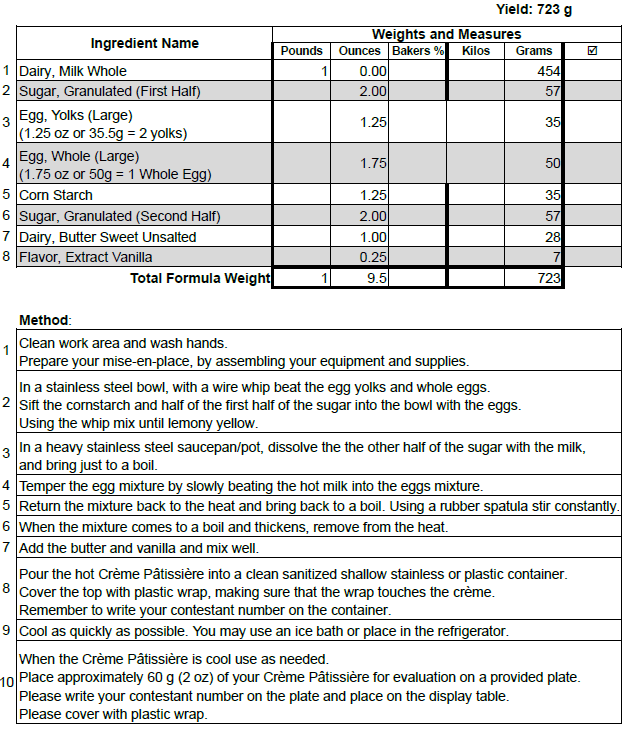 Yield: 723 g
Ingredient Name
Weights and Measures
Pounds Ounces Bakers % Kilos Grams ☑
1 Dairy, Milk Whole 1 0.00 454
2 Sugar, Granulated (First Half) 2.00 57
3 Egg, Yolks (Large)
(1.25 oz or 35.5g = 2 yolks) 1.25 35
4 Egg, Whole (Large)
(1.75 oz or 50g = 1 Whole Egg) 1.75 50
5 Corn Starch 1.25 35
6 Sugar, Granulated (Second Half) 2.00 57
7 Dairy, Butter Sweet Unsalted 1.00 28
8 Flavor, Extract Vanilla 0.25 7
Total Formula Weight 1 9.5 723
Method:
1 Clean work area and wash hands.
Prepare your mise-en-place, by assembling your equipment and supplies.
2 In a stainless steel bowl, with a wire whip beat the egg yolks and whole eggs.
Sift the cornstarch and half of the first half of the sugar into the bowl with the eggs.
Using the whip mix until lemony yellow.
3 In a heavy stainless steel saucepan/pot, dissolve the the other half of the sugar with the milk,
and bring just to a boil.
4 Temper the egg mixture by slowly beating the hot milk into the eggs mixture.
5 Return the mixture back to the heat and bring back to a boil. Using a rubber spatula stir constantly.
6 When the mixture comes to a boil and thickens, remove from the heat.
7 Add the butter and vanilla and mix well.
8 Pour the hot Crème Pâtissière into a clean sanitized shallow stainless or plastic container.
Cover the top with plastic wrap, making sure that the wrap touches the crème.
Remember to write your contestant number on the container.
9 Cool as quickly as possible. You may use an ice bath or place in the refrigerator.
10 When the Crème Pâtissière is cool use as needed.
Place approximately 60 g (2 oz) of your Crème Pâtissière for evaluation on a provided plate.
Please write your contestant number on the plate and place on the display table.
Please cover with plastic wrap.